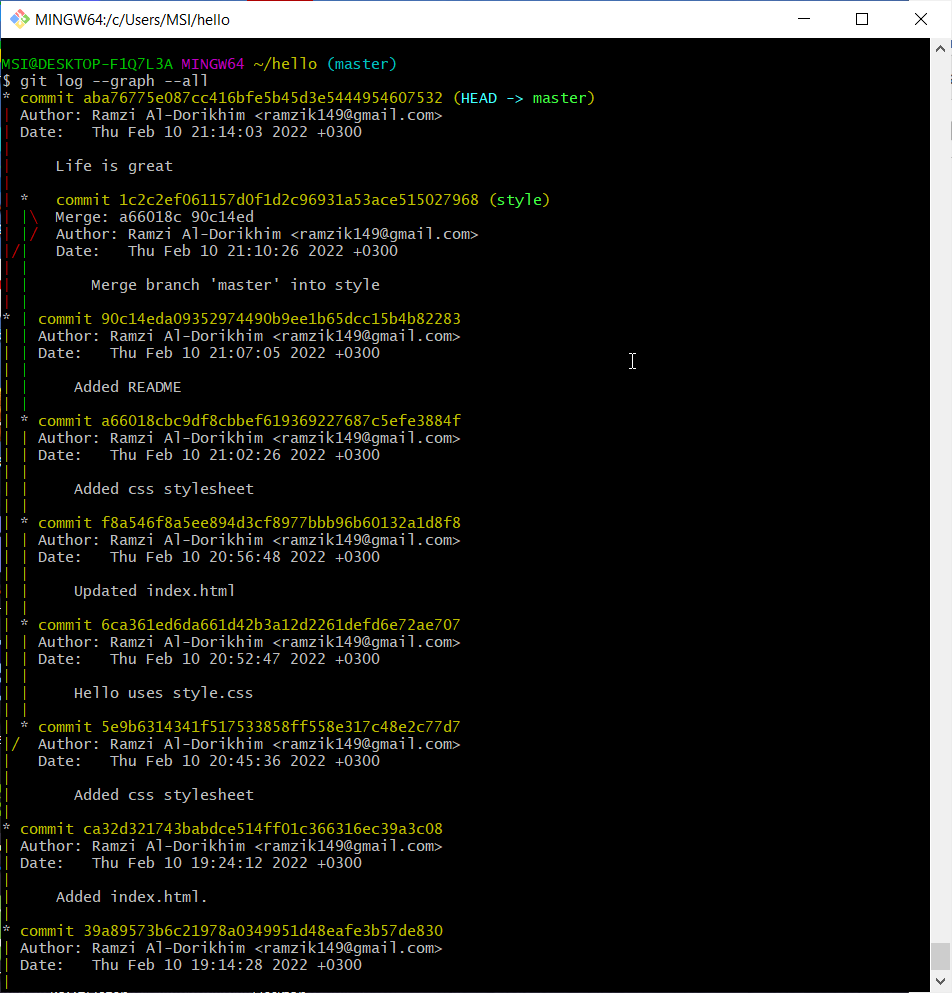 MINGW64:/c/Users/MSI/hello
MSI@DESKTOP-F1Q7L3A MINGW64 ~/hello (master)
$ git log --graph --all
* commit aba76775e087cc416bfe5b45d3e5444954607532 (HEAD -> master)
| Author: Ramzi Al-Dorikhim <ramzik149@gmail.com>
| Date:   Thu Feb 10 21:14:03 2022 +0300
|
|     Life is great
|
| *   commit 1c2c2ef061157d0f1d2c96931a53ace515027968 (style)
| |\  Merge: a66018c 90c14ed
| |/  Author: Ramzi Al-Dorikhim <ramzik149@gmail.com>
|/|   Date:   Thu Feb 10 21:10:26 2022 +0300
| |
| |       Merge branch 'master' into style
| |
* | commit 90c14eda09352974490b9ee1b65dcc15b4b82283
| | Author: Ramzi Al-Dorikhim <ramzik149@gmail.com>
| | Date:   Thu Feb 10 21:07:05 2022 +0300
| |
| |     Added README
| |
| * commit a66018cbc9df8cbbef619369227687c5efe3884f
| | Author: Ramzi Al-Dorikhim <ramzik149@gmail.com>
| | Date:   Thu Feb 10 21:02:26 2022 +0300
| |
| |     Added css stylesheet
| |
| * commit f8a546f8a5ee894d3cf8977bbb96b60132a1d8f8
| | Author: Ramzi Al-Dorikhim <ramzik149@gmail.com>
| | Date:   Thu Feb 10 20:56:48 2022 +0300
| |
| |     Updated index.html
| |
| * commit 6ca361ed6da661d42b3a12d2261defd6e72ae707
| | Author: Ramzi Al-Dorikhim <ramzik149@gmail.com>
| | Date:   Thu Feb 10 20:52:47 2022 +0300
| |
| |     Hello uses style.css
| |
| * commit 5e9b6314341f517533858ff558e317c48e2c77d7
|/  Author: Ramzi Al-Dorikhim <ramzik149@gmail.com>
|   Date:   Thu Feb 10 20:45:36 2022 +0300
|
|       Added css stylesheet
|
* commit ca32d321743babdce514ff01c366316ec39a3c08
| Author: Ramzi Al-Dorikhim <ramzik149@gmail.com>
| Date:   Thu Feb 10 19:24:12 2022 +0300
|
|     Added index.html.
|
* commit 39a89573b6c21978a0349951d48eafe3b57de830
| Author: Ramzi Al-Dorikhim <ramzik149@gmail.com>
| Date:   Thu Feb 10 19:14:28 2022 +0300
|